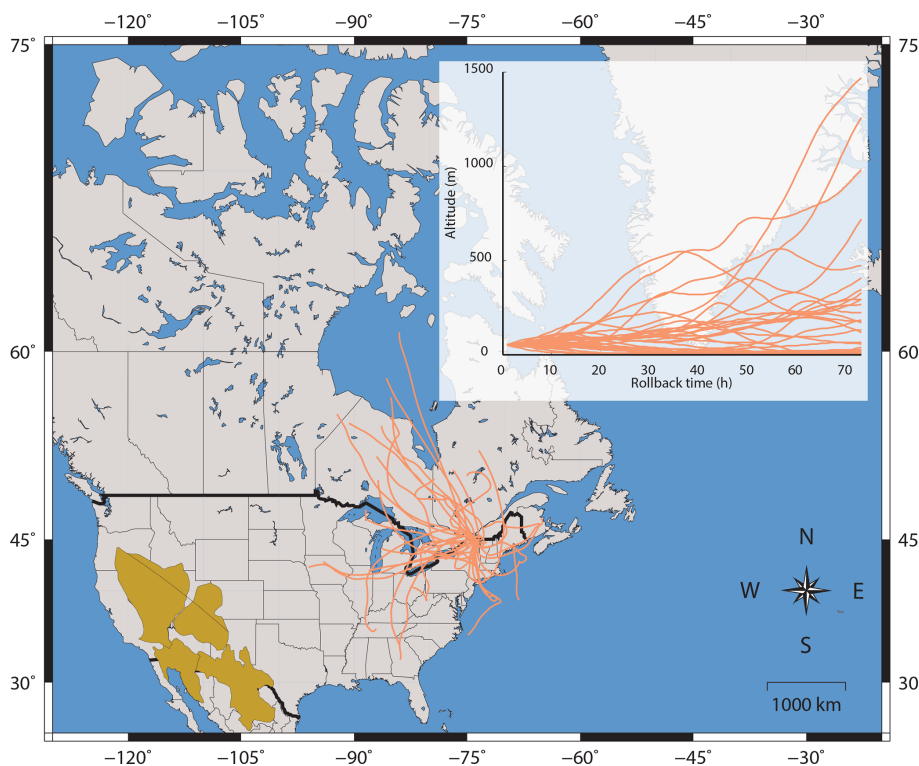 −120° −105° −90° −75° −60° −45° −30°
75° 75
1500
1000
Altitude (m)
500
0
0 10 20 30 40 50 60 70
Rollback time (h)
60° 60
45° 45
N
W E
S
1000 km
30° 30
−120° −105° −90° −75° −60° −45° −30°